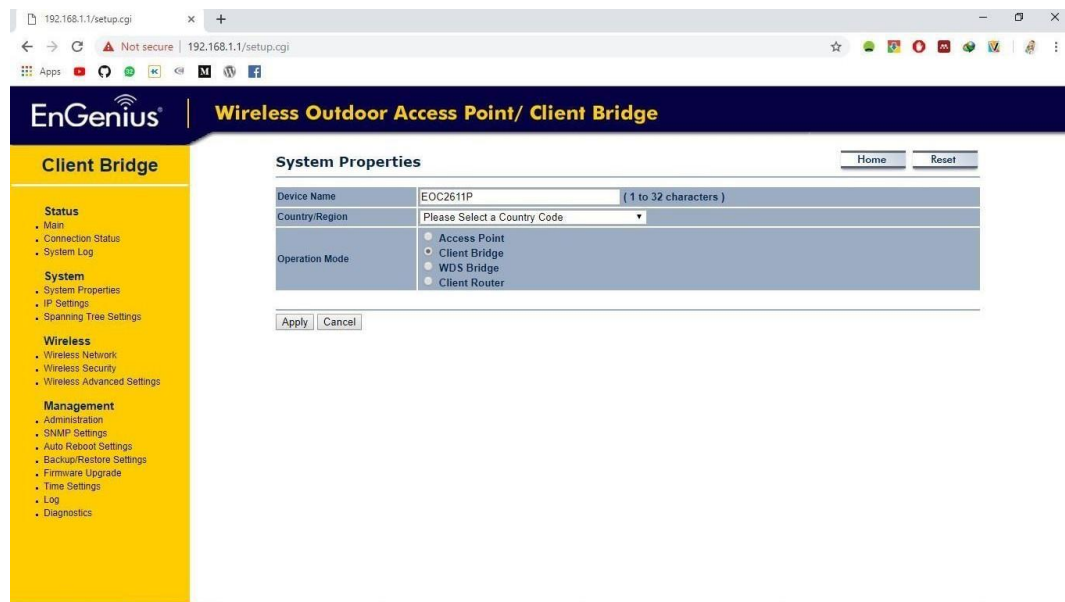 192.168.1.1/setup.cgi
Not secure | 192.168.1.1/setup.cgi
Apps
EnGenius® Wireless Outdoor Access Point/ Client Bridge
Client Bridge
Status
Main
Connection Status
System Log
System
System Properties
IP Settings
Spanning Tree Settings
Wireless
Wireless Network
Wireless Security
Wireless Advanced Settings
Management
Administration
SNMP Settings
Auto Reboot Settings
Backup/Restore Settings
Firmware Upgrade
Time Settings
Log
Diagnostics
System Properties
Home Reset
Device Name EOC2611P ( 1 to 32 characters )
Country/Region Please Select a Country Code
Operation Mode
Access Point
Client Bridge
WDS Bridge
Client Router
Apply Cancel